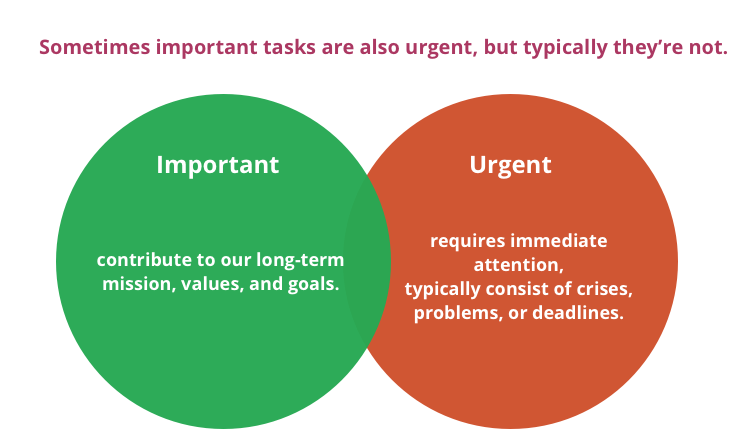 Sometimes important tasks are also urgent, but typically they’re not.
Important
contribute to our long-term
mission, values, and goals.
Urgent
requires immediate
attention,
typically consist of crises,
problems, or deadlines.